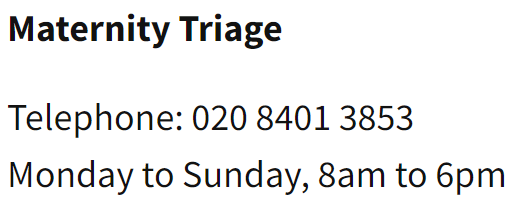 Maternity Triage
Telephone: 020 8401 3853
Monday to Sunday, 8am to 6pm